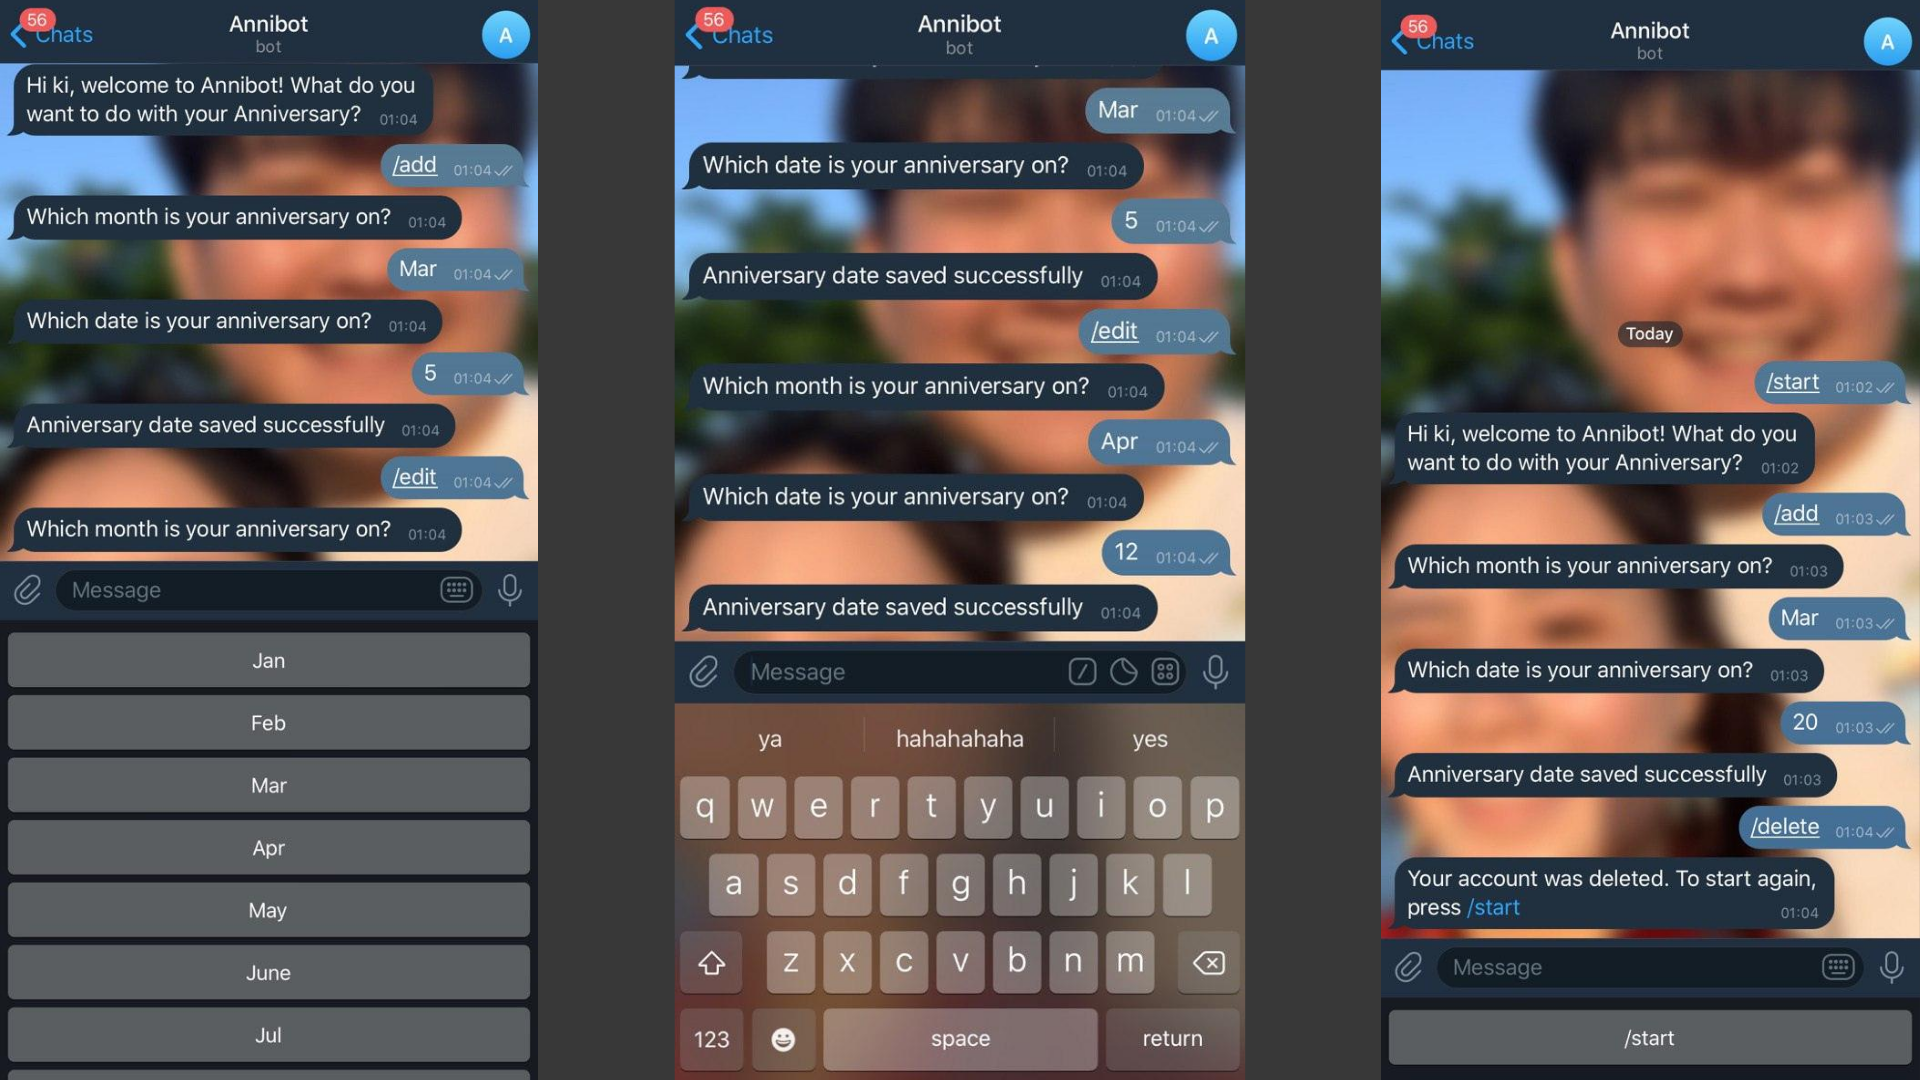 56
Chats
Annibot
bot
A
Hi ki, welcome to Annibot! What do you
want to do with your Anniversary? 01:04
/add 01:04
Which month is your anniversary on? 01:04
Mar 01:04
Which date is your anniversary on? 01:04
5 01:04
Anniversary date saved successfully 01:04
/edit 01:04
Which month is your anniversary on? 01:04
Message
Jan
Feb
Mar
Apr
May
June
Jul
56
Chats
Annibot
bot
A
Mar 01:04
Which date is your anniversary on? 01:04
5 01:04
Anniversary date saved successfully 01:04
/edit 01:04
Which month is your anniversary on? 01:04
Apr 01:04
Which date is your anniversary on? 01:04
12 01:04
Anniversary date saved successfully 01:04
Message
ya hahahahaha yes
q w e r t y u i o p
a s d f g h j k l
z x c v b n m
123 space return
56
Chats
Annibot
bot
A
Today
/start 01:02
Hi ki, welcome to Annibot! What do you
want to do with your Anniversary? 01:02
/add 01:03
Which month is your anniversary on? 01:03
Mar 01:03
Which date is your anniversary on? 01:03
20 01:03
Anniversary date saved successfully 01:03
/delete 01:04
Your account was deleted. To start again,
press /start 01:04
Message
/start